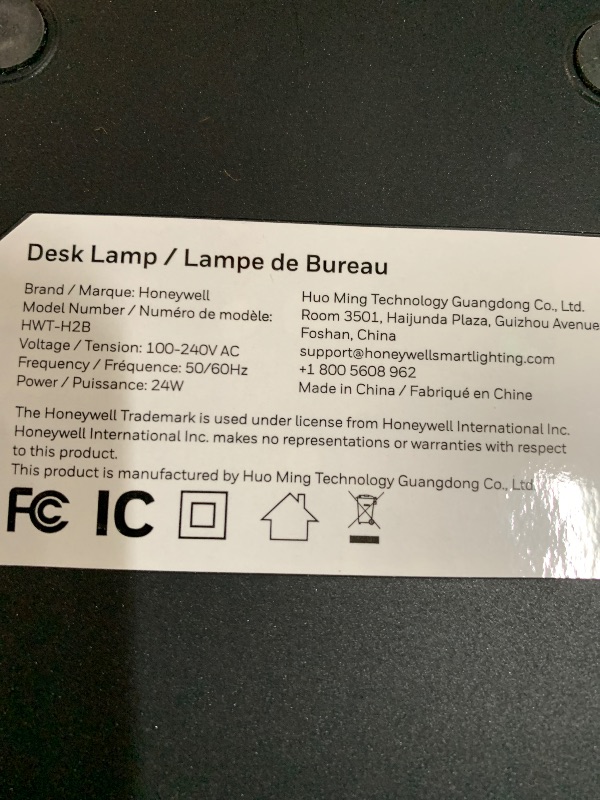 Desk Lamp / Lampe de Bureau
Brand / Marque: Honeywell
Model Number / Numéro de modèle:
HWT-H2B
Voltage / Tension: 100-240V AC
Frequency / Fréquence: 50/60Hz
Power / Puissance: 24W
Huo Ming Technology Guangdong Co., Ltd.
Room 3501, Haijunda Plaza, Guizhou Avenue
Foshan, China
support@honeywellsmartlighting.com
+1 800 5608 962
Made in China / Fabriqué en Chine
The Honeywell Trademark is used under license from Honeywell International Inc.
Honeywell International Inc. makes no representations or warranties with respect
to this product.
This product is manufactured by Huo Ming Technology Guangdong Co., Ltd
FC IC